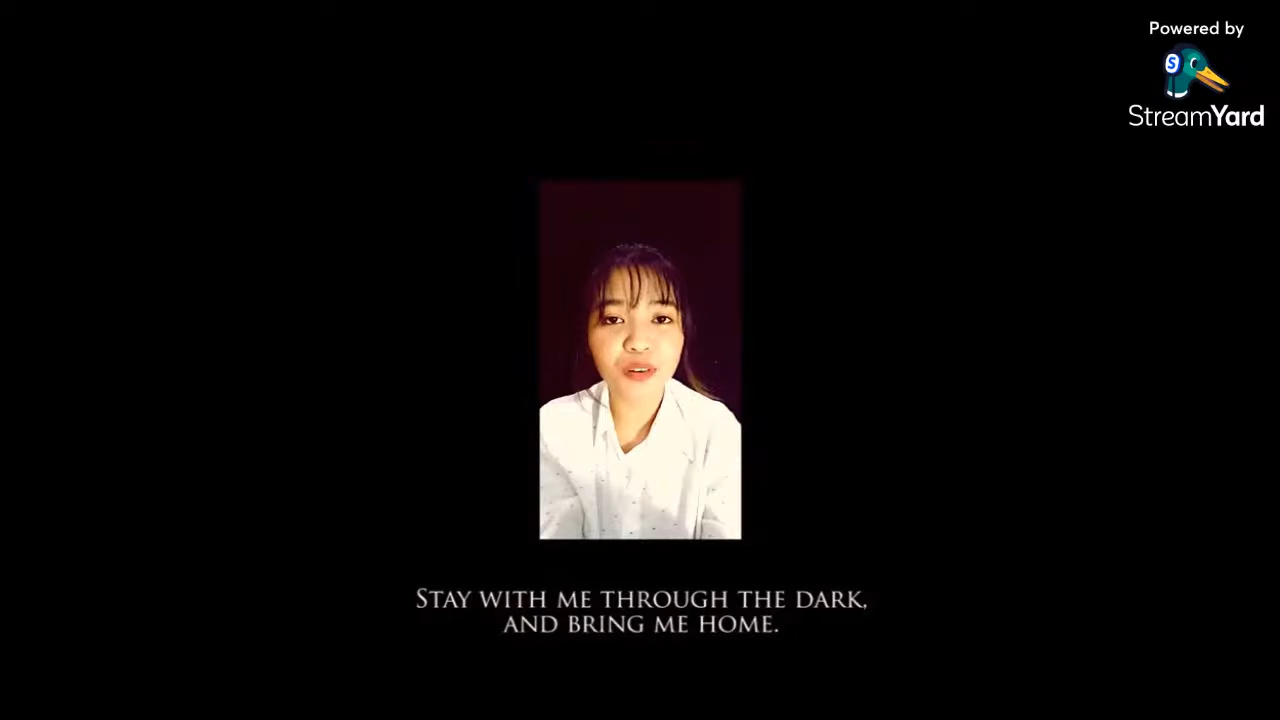 Powered by
S
StreamYard
STAY WITH ME THROUGH THE DARK,
AND BRING ME HOME.